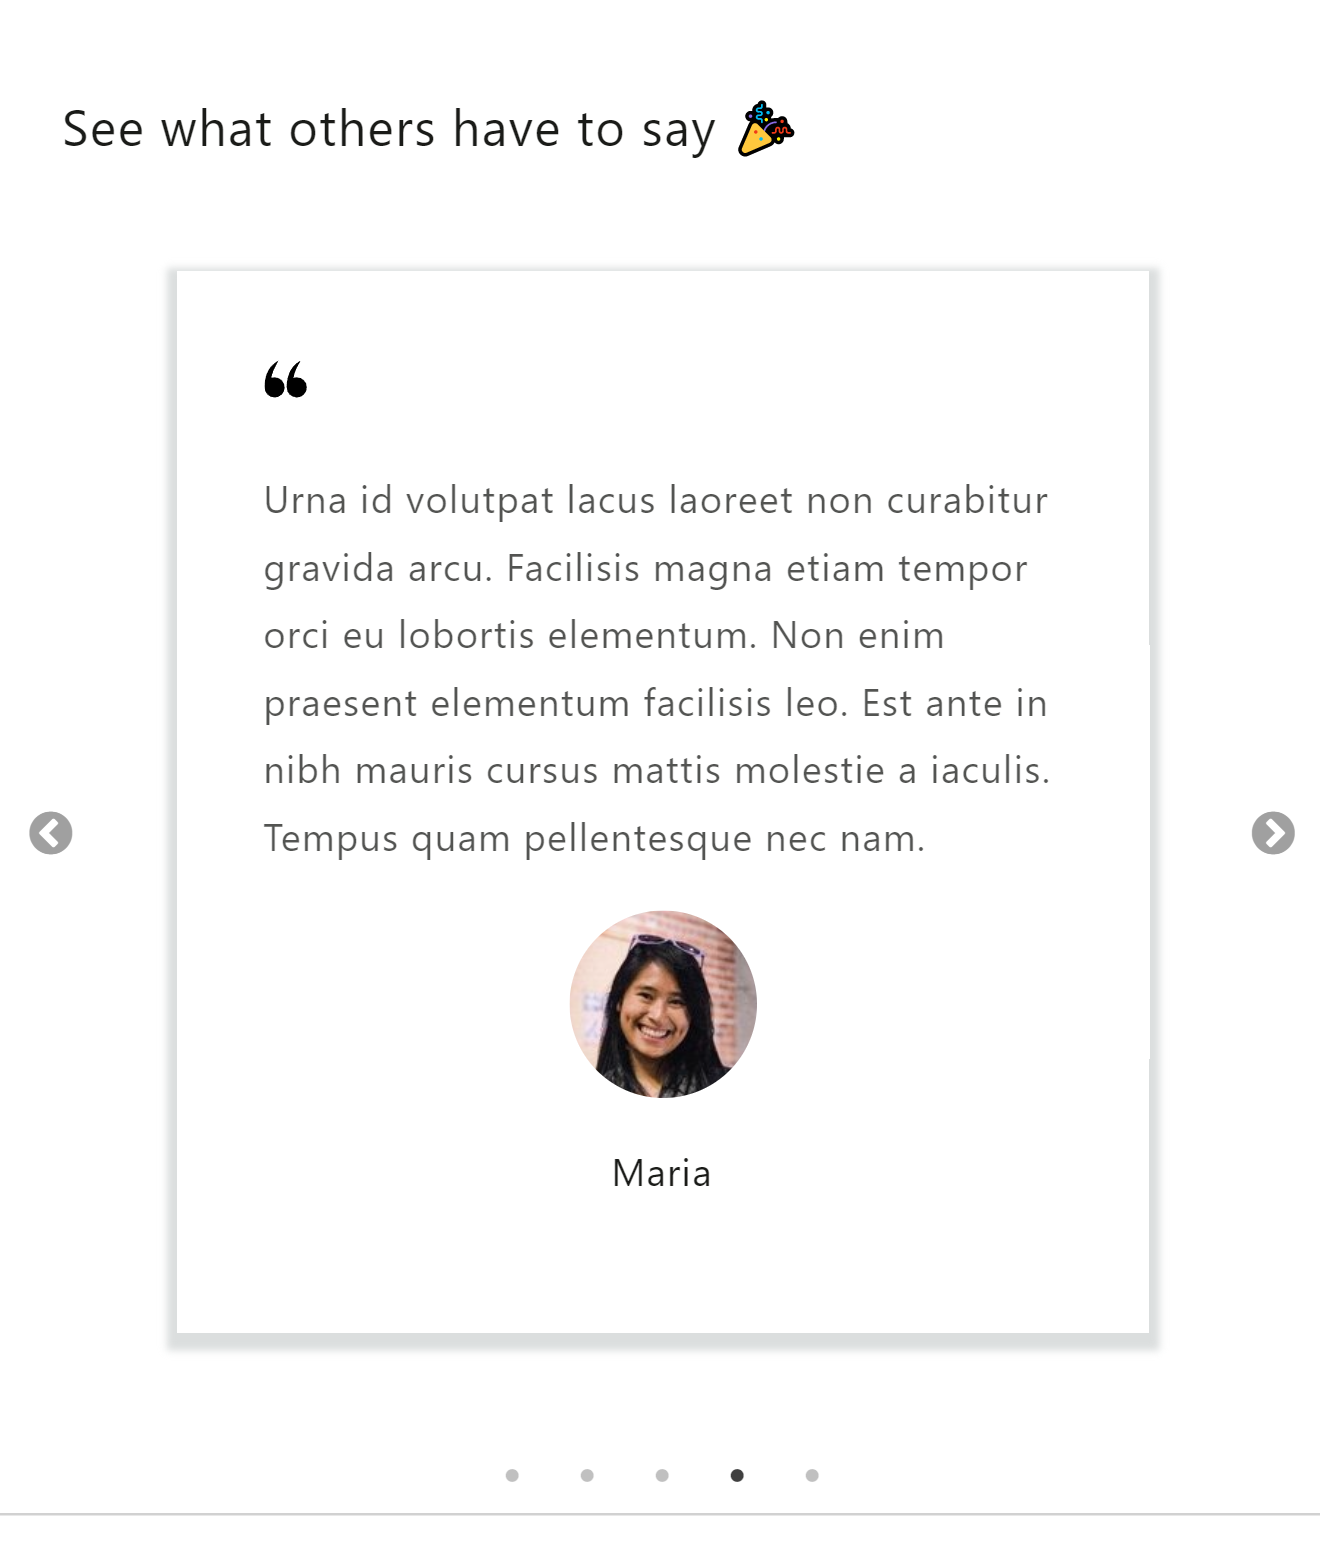 See what others have to say 🎉
❝
Urna id volutpat lacus laoreet non curabitur
gravida arcu. Facilisis magna etiam tempor
orci eu lobortis elementum. Non enim
praesent elementum facilisis leo. Est ante in
nibh mauris cursus mattis molestie a iaculis.
Tempus quam pellentesque nec nam.
Maria